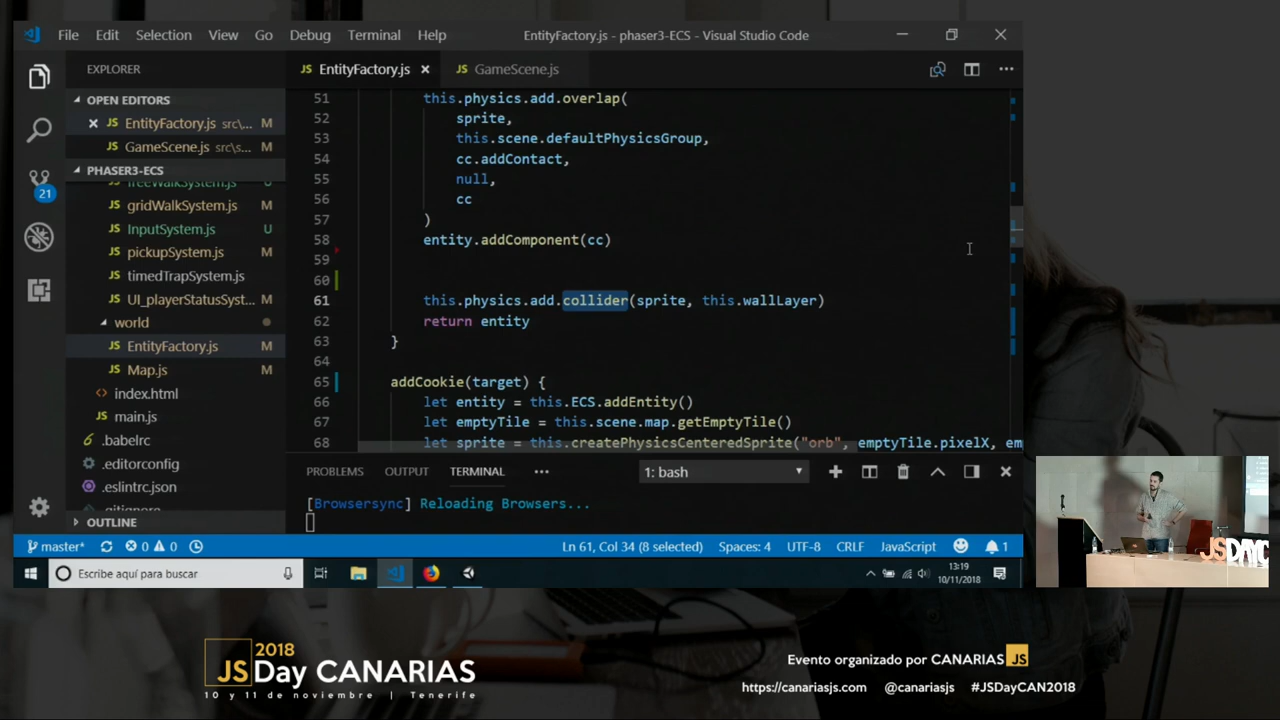 File Edit Selection View Go Debug Terminal Help
EntityFactory.js - phaser3-ECS - Visual Studio Code
EXPLORER
OPEN EDITORS
JS EntityFactory.js src\s... M
JS GameScene.js src\s... M
PHASER3-ECS
freeWalkSystem.js U
JS gridWalkSystem.js M
JS InputSystem.js U
JS pickupSystem.js M
JS timedTrapSystem.js
JS UI_playerStatusSyst... M
world
JS EntityFactory.js M
JS Map.js M
index.html
JS main.js
.babelrc
.editorconfig
.eslintrc.json
.gitignore
OUTLINE
21
JS EntityFactory.js
JS GameScene.js
51 this.physics.add.overlap(
52 sprite,
53 this.scene.defaultPhysicsGroup,
54 cc.addContact,
55 null,
56 cc
57 )
58 entity.addComponent(cc)
59
60
61 this.physics.add.collider(sprite, this.wallLayer)
62 return entity
63 }
64
65 addCookie(target) {
66 let entity = this.ECS.addEntity()
67 let emptyTile = this.scene.map.getEmptyTile()
68 let sprite = this.createPhysicsCenteredSprite("orb", emptyTile.pixelX, em
PROBLEMS OUTPUT TERMINAL
1: bash
[Browsersync] Reloading Browsers...
master* 0 0
Ln 61, Col 34 (8 selected) Spaces: 4 UTF-8 CRLF JavaScript 1
Escribe aquí para buscar
13:19
10/11/2018
JSDAYC
2018
JSDay CANARIAS
10 y 11 de noviembre | Tenerife
Evento organizado por CANARIAS JS
https://canariasjs.com @canariasjs #JSDayCAN2018